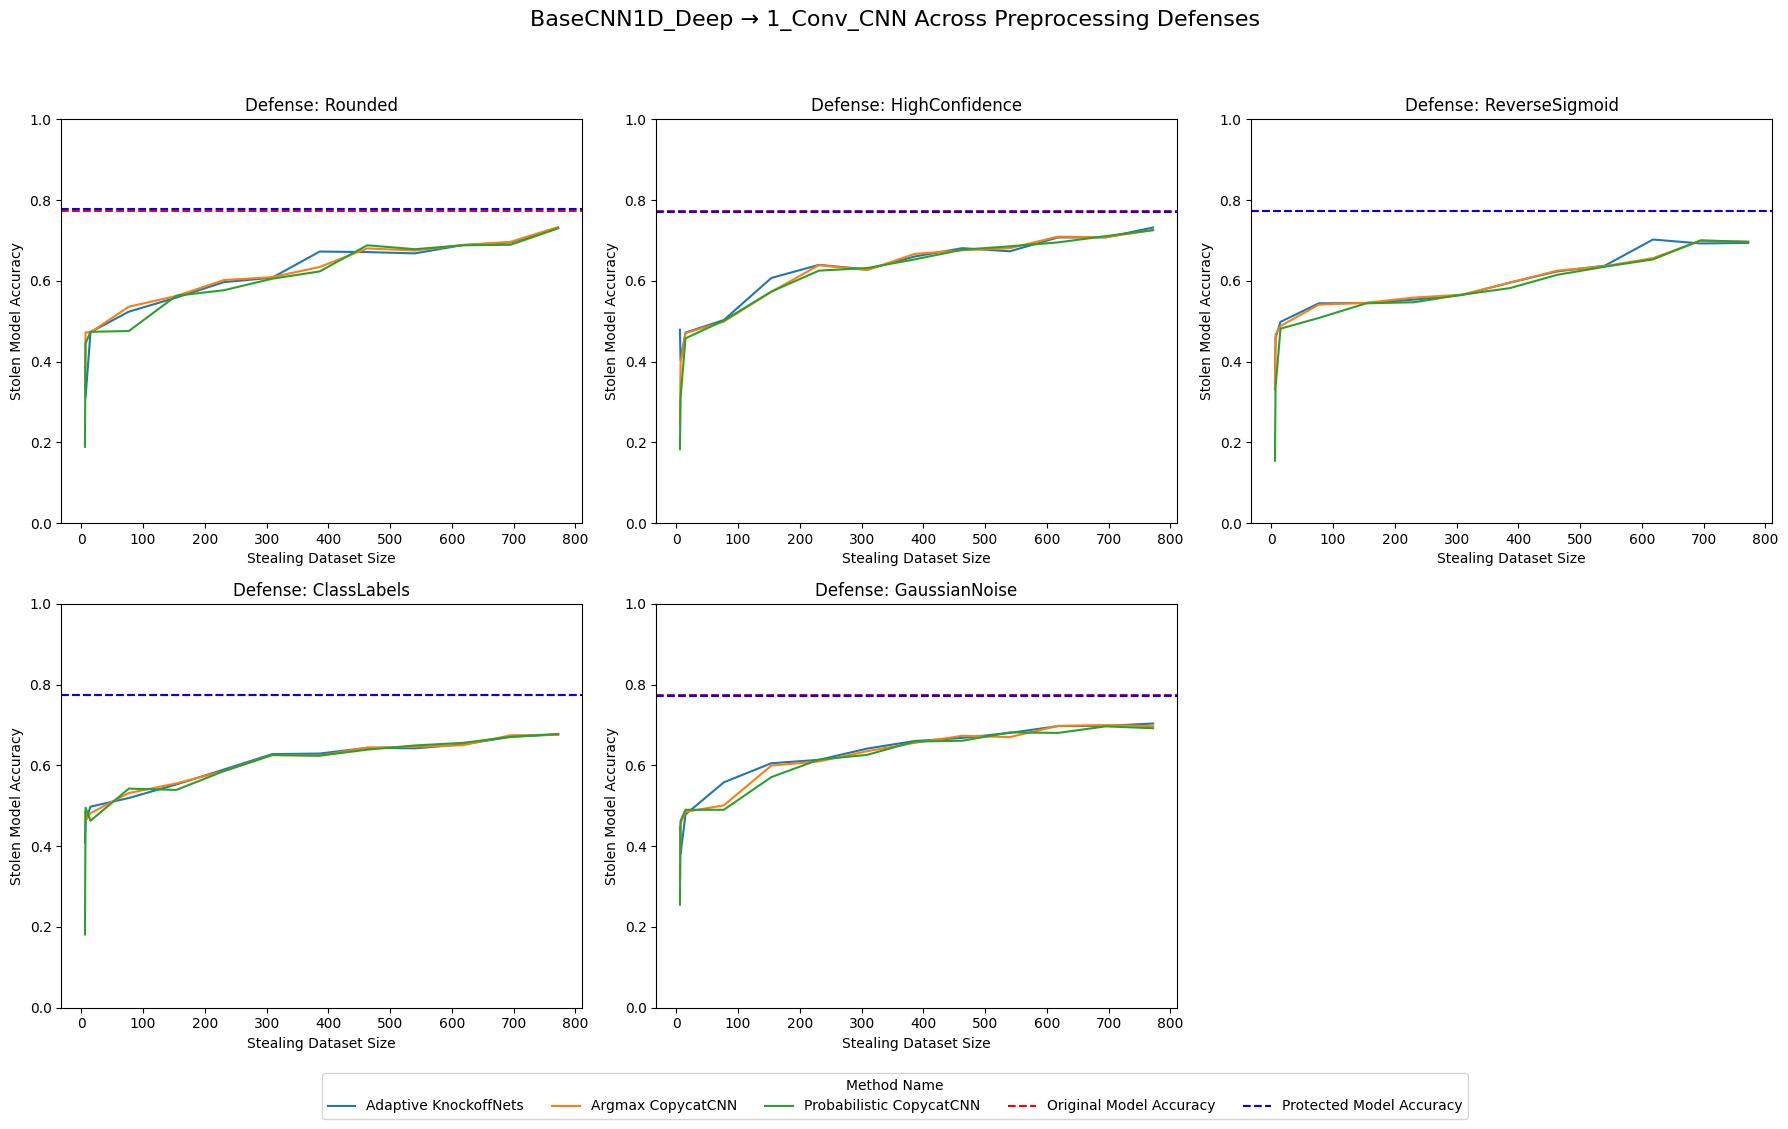 BaseCNN1D_Deep → 1_Conv_CNN Across Preprocessing Defenses
Defense: Rounded
1.0
0.8
0.6
0.4
0.2
0.0
Stolen Model Accuracy
0 100 200 300 400 500 600 700 800
Stealing Dataset Size
Defense: HighConfidence
1.0
0.8
0.6
0.4
0.2
0.0
Stolen Model Accuracy
0 100 200 300 400 500 600 700 800
Stealing Dataset Size
Defense: ReverseSigmoid
1.0
0.8
0.6
0.4
0.2
0.0
Stolen Model Accuracy
0 100 200 300 400 500 600 700 800
Stealing Dataset Size
Defense: ClassLabels
1.0
0.8
0.6
0.4
0.2
0.0
Stolen Model Accuracy
0 100 200 300 400 500 600 700 800
Stealing Dataset Size
Defense: GaussianNoise
1.0
0.8
0.6
0.4
0.2
0.0
Stolen Model Accuracy
0 100 200 300 400 500 600 700 800
Stealing Dataset Size
Method Name
Adaptive KnockoffNets Argmax CopycatCNN Probabilistic CopycatCNN Original Model Accuracy Protected Model Accuracy